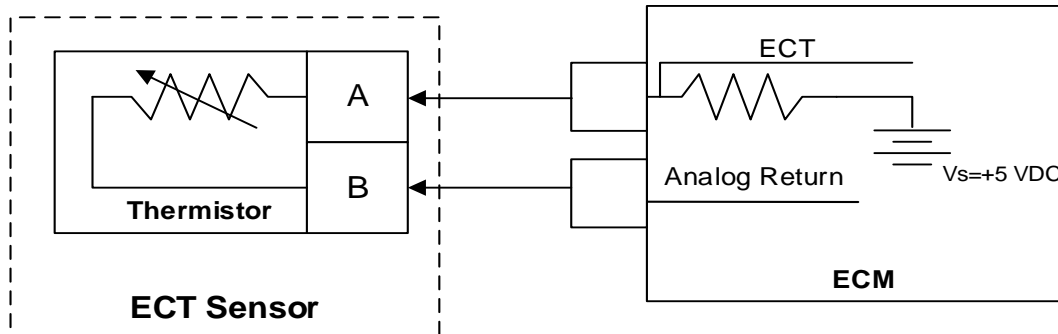 ECT
A
B
Analog Return
Vs=+5 VDC
Thermistor
ECM
ECT Sensor